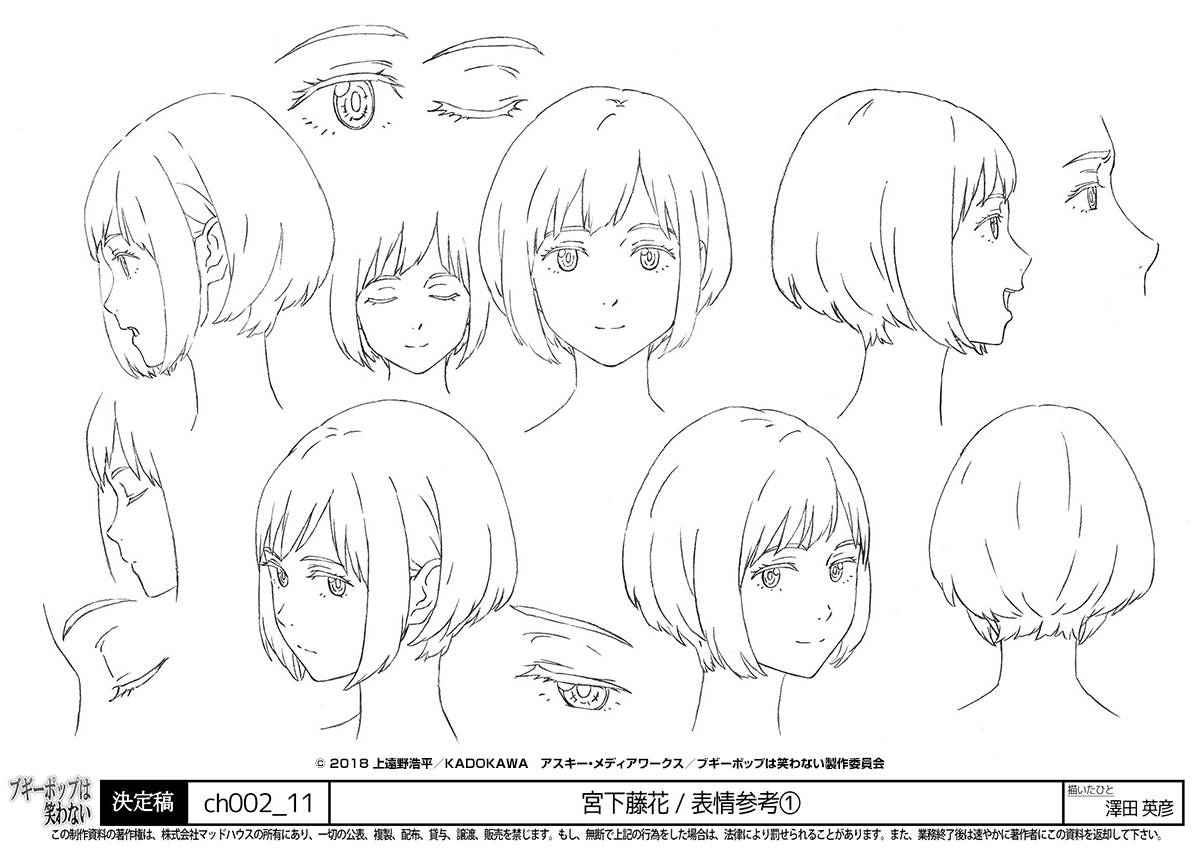 © 2018 上遠野浩平／KADOKAWA アスキー・メディアワークス／ブギーポップは笑わない製作委員会
ブギーポップは
笑わない
決定稿
ch002_11
宮下藤花 / 表情参考①
描いたひと
澤田 英彦
この制作資料の著作権は、株式会社マッドハウスの所有にあり、一切の公表、複製、配布、貸与、譲渡、販売を禁じます。もし、無断で上記の行為をした場合は、法律により罰せられることがあります。また、業務終了後は速やかに著作者にこの資料を返却して下さい。